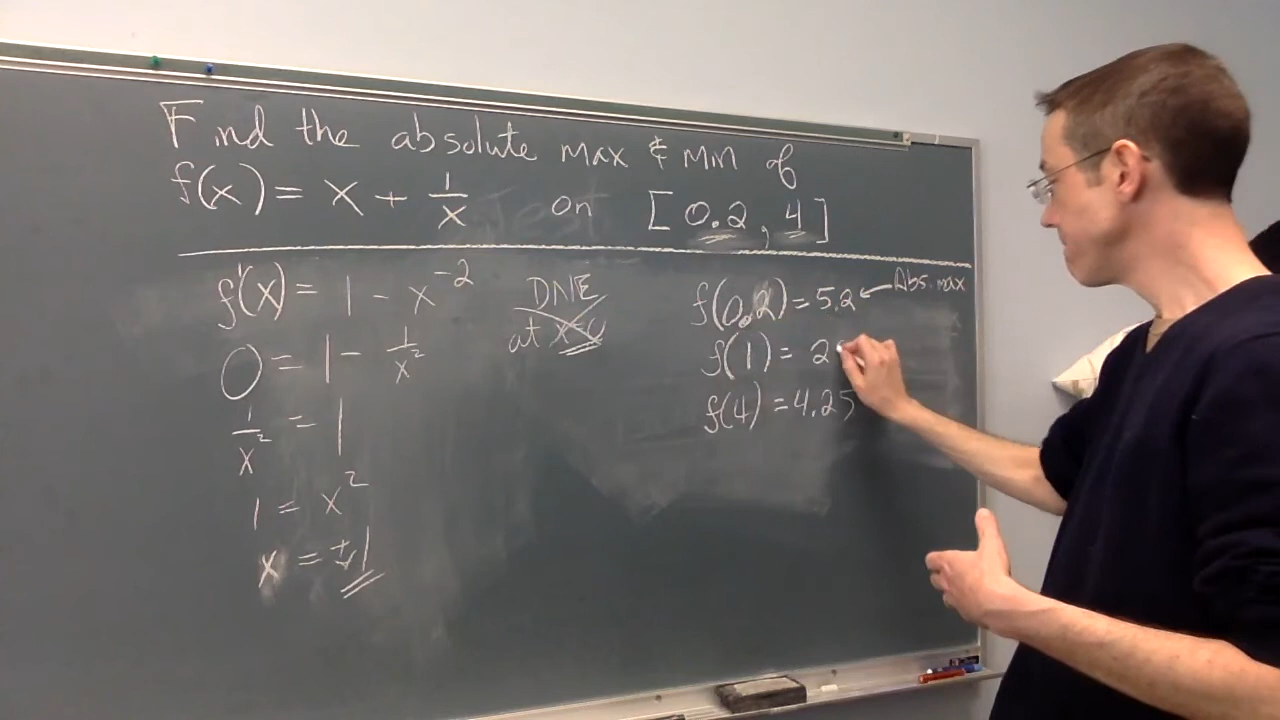 Find the absolute max & min of
f(x) = x + 1/x on [0.2, 4]
f'(x) = 1 - x^-2
0 = 1 - 1/x²
1/x² = 1
1 = x²
x = ±1
DNE
at x=0
f(0.2) = 5.2 ← Abs. max
f(1) = 2
f(4) = 4.25